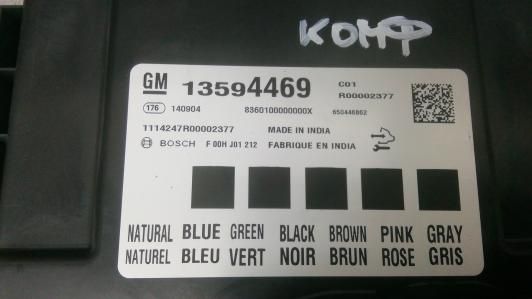 КОМФ
GM 13594469 C01
R00002377
176 140904 8360100000000X 650446862
1114247R00002377 MADE IN INDIA
BOSCH F 00H J01 212 FABRIQUE EN INDIA
NATURAL BLUE GREEN BLACK BROWN PINK GRAY
NATUREL BLEU VERT NOIR BRUN ROSE GRIS